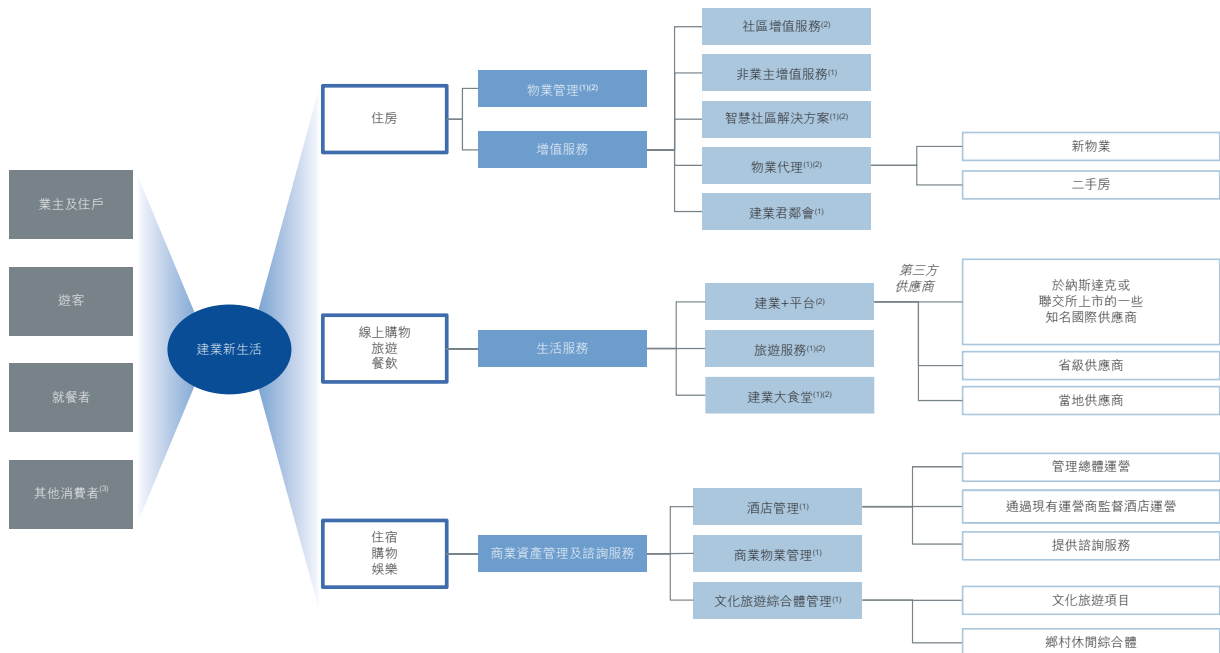 業主及住戶
遊客
就餐者
其他消費者(3)
建業新生活
住房
物業管理(1)(2)
增值服務
社區增值服務(2)
非業主增值服務(1)
智慧社區解決方案(1)(2)
物業代理(1)(2)
建業君鄰會(1)
新物業
二手房
線上購物
旅遊
餐飲
生活服務
建業+平台(2)
旅遊服務(1)(2)
建業大食堂(1)(2)
第三方
供應商
於納斯達克或
聯交所上市的一些
知名國際供應商
省級供應商
當地供應商
住宿
購物
娛樂
商業資產管理及諮詢服務
酒店管理(1)
商業物業管理(1)
文化旅遊綜合體管理(1)
管理總體運營
通過現有運營商監督酒店運營
提供諮詢服務
文化旅遊項目
鄉村休閒綜合體